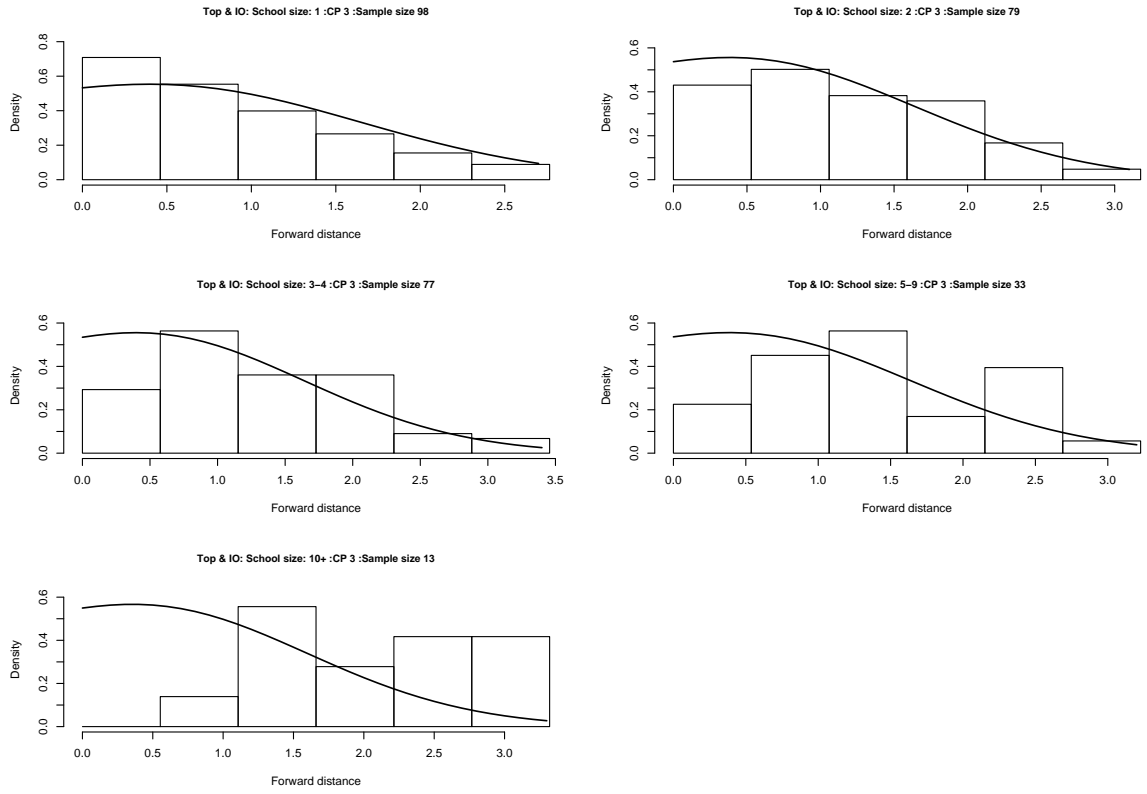 Top & IO: School size: 1 :CP 3 :Sample size 98
Density
0.0 0.2 0.4 0.6 0.8
0.0 0.5 1.0 1.5 2.0 2.5
Forward distance
Top & IO: School size: 2 :CP 3 :Sample size 79
Density
0.0 0.2 0.4 0.6
0.0 0.5 1.0 1.5 2.0 2.5 3.0
Forward distance
Top & IO: School size: 3−4 :CP 3 :Sample size 77
Density
0.0 0.2 0.4 0.6
0.0 0.5 1.0 1.5 2.0 2.5 3.0 3.5
Forward distance
Top & IO: School size: 5−9 :CP 3 :Sample size 33
Density
0.0 0.2 0.4 0.6
0.0 0.5 1.0 1.5 2.0 2.5 3.0
Forward distance
Top & IO: School size: 10+ :CP 3 :Sample size 13
Density
0.0 0.2 0.4 0.6
0.0 0.5 1.0 1.5 2.0 2.5 3.0
Forward distance